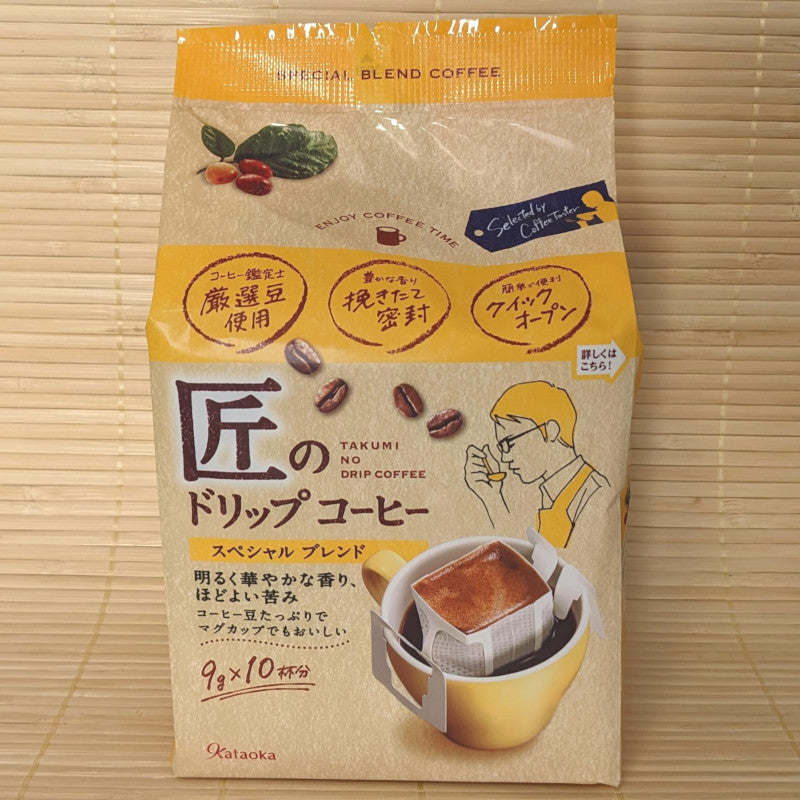 SPECIAL BLEND COFFEE
ENJOY COFFEE TIME
Selected by
Coffee Taster
コーヒー鑑定士
厳選豆
使用
豊かな香り
挽きたて
密封
簡単で便利
クイック
オープン
詳しくは
こちら!
匠の
TAKUMI
NO
DRIP COFFEE
ドリップ コーヒー
スペシャル ブレンド
明るく華やかな香り、
ほどよい苦み
コーヒー豆たっぷりで
マグカップでもおいしい
9g×10杯分
Kataoka